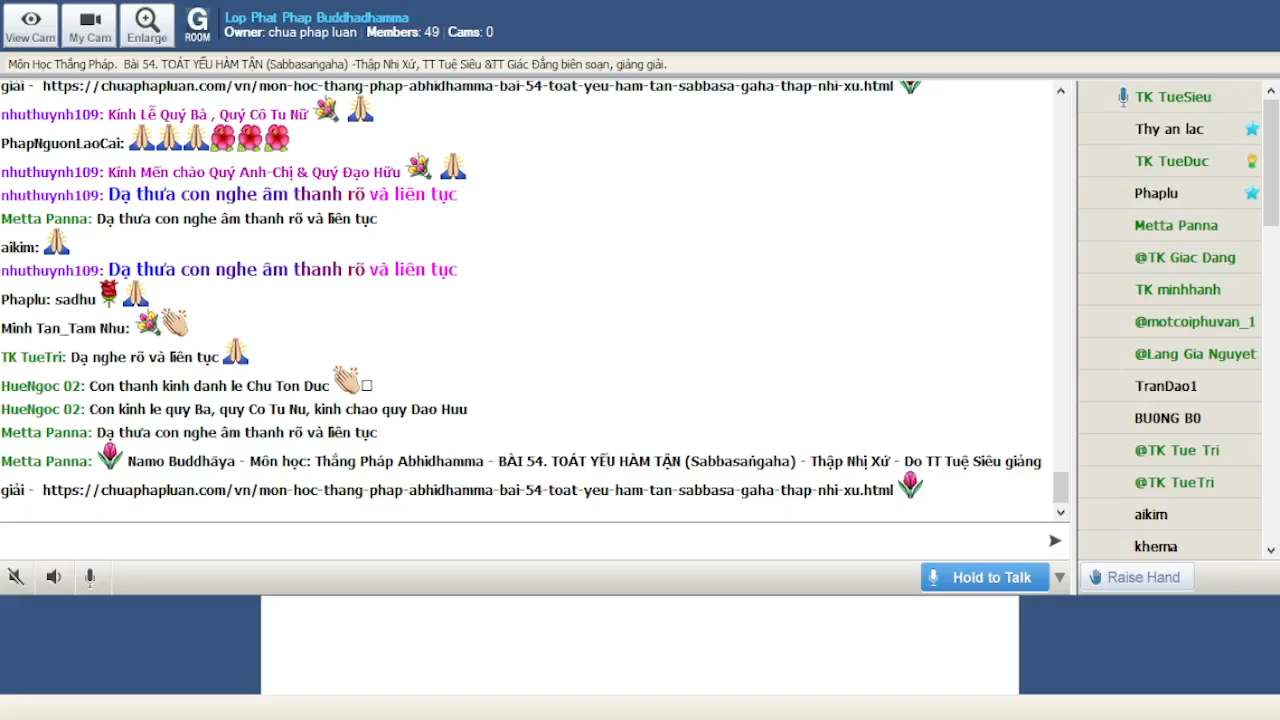 View Cam
My Cam
Enlarge
G
ROOM
Lop Phat Phap Buddhadhamma
Owner: chua phap luan | Members: 49 | Cams: 0
Môn Học Thắng Pháp. Bài 54. TOÁT YẾU HÀM TẬN (Sabbasaṅgaha) -Thập Nhị Xứ, TT Tuệ Siêu &TT Giác Đẳng biên soạn, giảng giải.
giải - https://chuaphapluan.com/vn/mon-hoc-thang-phap-abhidhamma-bai-54-toat-yeu-ham-tan-sabbasa-gaha-thap-nhi-xu.html
nhuthuynh109: Kính Lễ Quý Bà , Quý Cô Tu Nữ
PhapNguonLaoCai:
nhuthuynh109: Kính Mến chào Quý Anh-Chị & Quý Đạo Hữu
nhuthuynh109: Dạ thưa con nghe âm thanh rõ và liên tục
Metta Panna: Dạ thưa con nghe âm thanh rõ và liên tục
aikim:
nhuthuynh109: Dạ thưa con nghe âm thanh rõ và liên tục
Phaplu: sadhu
Minh Tan_Tam Nhu:
TK TueTri: Dạ nghe rõ và liên tục
HueNgoc 02: Con thanh kinh danh le Chu Ton Duc
HueNgoc 02: Con kinh le quy Ba, quy Co Tu Nu, kinh chao quy Dao Huu
Metta Panna: Dạ thưa con nghe âm thanh rõ và liên tục
Metta Panna: Namo Buddhāya - Môn học: Thắng Pháp Abhidhamma - BÀI 54. TOÁT YẾU HÀM TẬN (Sabbasaṅgaha) - Thập Nhị Xứ - Do TT Tuệ Siêu giảng
giải - https://chuaphapluan.com/vn/mon-hoc-thang-phap-abhidhamma-bai-54-toat-yeu-ham-tan-sabbasa-gaha-thap-nhi-xu.html
Hold to Talk
TK TueSieu
Thy an lac
TK TueDuc
Phaplu
Metta Panna
@TK Giac Dang
TK minhhanh
@motcoiphuvan_1
@Lang Gia Nguyet
TranDao1
BU0NG B0
@TK Tue Tri
@TK TueTri
aikim
khema
Raise Hand